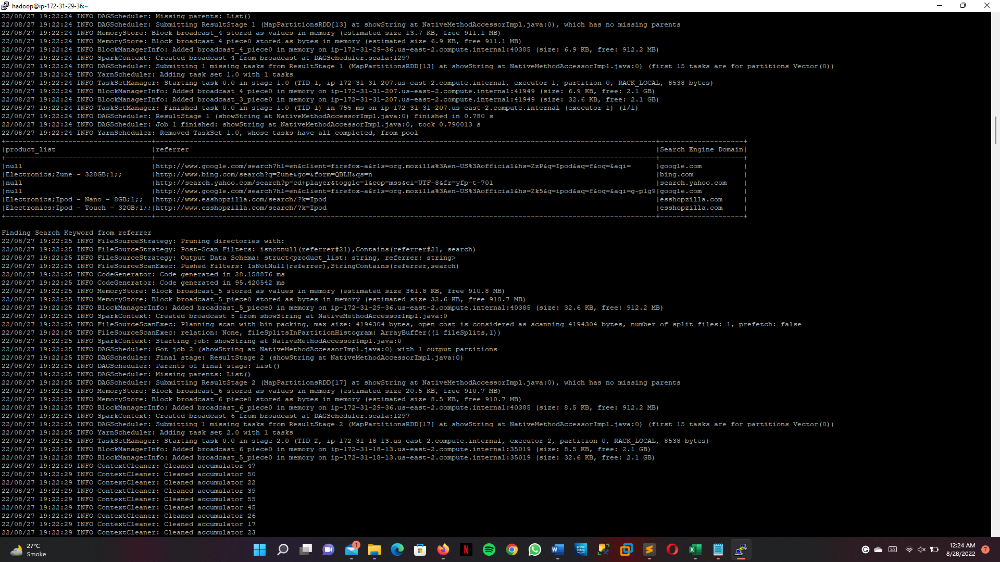 hadoop@ip-172-31-29-36:~
22/08/27 19:22:24 INFO DAGScheduler: Missing parents: List()
22/08/27 19:22:24 INFO DAGScheduler: Submitting ResultStage 1 (MapPartitionsRDD[13] at showString at NativeMethodAccessorImpl.java:0), which has no missing parents
22/08/27 19:22:24 INFO MemoryStore: Block broadcast_4 stored as values in memory (estimated size 13.7 KB, free 911.1 MB)
22/08/27 19:22:24 INFO MemoryStore: Block broadcast_4_piece0 stored as bytes in memory (estimated size 6.9 KB, free 911.1 MB)
22/08/27 19:22:24 INFO BlockManagerInfo: Added broadcast_4_piece0 in memory on ip-172-31-29-36.us-east-2.compute.internal:40385 (size: 6.9 KB, free: 912.2 MB)
22/08/27 19:22:24 INFO SparkContext: Created broadcast 4 from broadcast at DAGScheduler.scala:1297
22/08/27 19:22:24 INFO DAGScheduler: Submitting 1 missing tasks from ResultStage 1 (MapPartitionsRDD[13] at showString at NativeMethodAccessorImpl.java:0) (first 15 tasks are for partitions Vector(0))
22/08/27 19:22:24 INFO YarnScheduler: Adding task set 1.0 with 1 tasks
22/08/27 19:22:24 INFO TaskSetManager: Starting task 0.0 in stage 1.0 (TID 1, ip-172-31-31-207.us-east-2.compute.internal, executor 1, partition 0, RACK_LOCAL, 8538 bytes)
22/08/27 19:22:24 INFO BlockManagerInfo: Added broadcast_4_piece0 in memory on ip-172-31-31-207.us-east-2.compute.internal:41949 (size: 6.9 KB, free: 2.1 GB)
22/08/27 19:22:24 INFO BlockManagerInfo: Added broadcast_3_piece0 in memory on ip-172-31-31-207.us-east-2.compute.internal:41949 (size: 32.6 KB, free: 2.1 GB)
22/08/27 19:22:24 INFO TaskSetManager: Finished task 0.0 in stage 1.0 (TID 1) in 755 ms on ip-172-31-31-207.us-east-2.compute.internal (executor 1) (1/1)
22/08/27 19:22:24 INFO DAGScheduler: ResultStage 1 (showString at NativeMethodAccessorImpl.java:0) finished in 0.780 s
22/08/27 19:22:24 INFO DAGScheduler: Job 1 finished: showString at NativeMethodAccessorImpl.java:0, took 0.790013 s
22/08/27 19:22:24 INFO YarnScheduler: Removed TaskSet 1.0, whose tasks have all completed, from pool
|product_list |referrer |Search Engine Domain|
|null |http://www.google.com/search?hl=en&client=firefox-a&rls=org.mozilla%3Aen-US%3Aofficial&hs=ZzP&q=Ipod&aq=f&oq=&aqi= |google.com |
|Electronics;Zune - 328GB;1;; |http://www.bing.com/search?q=Zune&go=&form=QBLH&qs=n |bing.com |
|null |http://search.yahoo.com/search?p=cd+player&toggle=1&cop=mss&ei=UTF-8&fr=yfp-t-701 |search.yahoo.com |
|null |http://www.google.com/search?hl=en&client=firefox-a&rls=org.mozilla%3Aen-US%3Aofficial&hs=Zk5&q=ipod&aq=f&oq=&aqi=g-p1g9|google.com |
|Electronics;Ipod - Nano - 8GB;1;; |http://www.esshopzilla.com/search/?k=Ipod |esshopzilla.com |
|Electronics;Ipod - Touch - 32GB;1;;|http://www.esshopzilla.com/search/?k=Ipod |esshopzilla.com |
Finding Search Keyword from referrer
22/08/27 19:22:25 INFO FileSourceStrategy: Pruning directories with:
22/08/27 19:22:25 INFO FileSourceStrategy: Post-Scan Filters: isnotnull(referrer#21),Contains(referrer#21, search)
22/08/27 19:22:25 INFO FileSourceStrategy: Output Data Schema: struct<product_list: string, referrer: string>
22/08/27 19:22:25 INFO FileSourceScanExec: Pushed Filters: IsNotNull(referrer),StringContains(referrer,search)
22/08/27 19:22:25 INFO CodeGenerator: Code generated in 28.158876 ms
22/08/27 19:22:25 INFO CodeGenerator: Code generated in 95.420542 ms
22/08/27 19:22:25 INFO MemoryStore: Block broadcast_5 stored as values in memory (estimated size 361.8 KB, free 910.8 MB)
22/08/27 19:22:25 INFO MemoryStore: Block broadcast_5_piece0 stored as bytes in memory (estimated size 32.6 KB, free 910.7 MB)
22/08/27 19:22:25 INFO BlockManagerInfo: Added broadcast_5_piece0 in memory on ip-172-31-29-36.us-east-2.compute.internal:40385 (size: 32.6 KB, free: 912.2 MB)
22/08/27 19:22:25 INFO SparkContext: Created broadcast 5 from showString at NativeMethodAccessorImpl.java:0
22/08/27 19:22:25 INFO FileSourceScanExec: Planning scan with bin packing, max size: 4194304 bytes, open cost is considered as scanning 4194304 bytes, number of split files: 1, prefetch: false
22/08/27 19:22:25 INFO FileSourceScanExec: relation: None, fileSplitsInPartitionHistogram: ArrayBuffer((1 fileSplits,1))
22/08/27 19:22:25 INFO SparkContext: Starting job: showString at NativeMethodAccessorImpl.java:0
22/08/27 19:22:25 INFO DAGScheduler: Got job 2 (showString at NativeMethodAccessorImpl.java:0) with 1 output partitions
22/08/27 19:22:25 INFO DAGScheduler: Final stage: ResultStage 2 (showString at NativeMethodAccessorImpl.java:0)
22/08/27 19:22:25 INFO DAGScheduler: Parents of final stage: List()
22/08/27 19:22:25 INFO DAGScheduler: Missing parents: List()
22/08/27 19:22:25 INFO DAGScheduler: Submitting ResultStage 2 (MapPartitionsRDD[17] at showString at NativeMethodAccessorImpl.java:0), which has no missing parents
22/08/27 19:22:25 INFO MemoryStore: Block broadcast_6 stored as values in memory (estimated size 20.5 KB, free 910.7 MB)
22/08/27 19:22:25 INFO MemoryStore: Block broadcast_6_piece0 stored as bytes in memory (estimated size 8.5 KB, free 910.7 MB)
22/08/27 19:22:25 INFO BlockManagerInfo: Added broadcast_6_piece0 in memory on ip-172-31-29-36.us-east-2.compute.internal:40385 (size: 8.5 KB, free: 912.2 MB)
22/08/27 19:22:25 INFO SparkContext: Created broadcast 6 from broadcast at DAGScheduler.scala:1297
22/08/27 19:22:25 INFO DAGScheduler: Submitting 1 missing tasks from ResultStage 2 (MapPartitionsRDD[17] at showString at NativeMethodAccessorImpl.java:0) (first 15 tasks are for partitions Vector(0))
22/08/27 19:22:25 INFO YarnScheduler: Adding task set 2.0 with 1 tasks
22/08/27 19:22:25 INFO TaskSetManager: Starting task 0.0 in stage 2.0 (TID 2, ip-172-31-18-13.us-east-2.compute.internal, executor 2, partition 0, RACK_LOCAL, 8538 bytes)
22/08/27 19:22:26 INFO BlockManagerInfo: Added broadcast_6_piece0 in memory on ip-172-31-18-13.us-east-2.compute.internal:35019 (size: 8.5 KB, free: 2.1 GB)
22/08/27 19:22:28 INFO BlockManagerInfo: Added broadcast_5_piece0 in memory on ip-172-31-18-13.us-east-2.compute.internal:35019 (size: 32.6 KB, free: 2.1 GB)
22/08/27 19:22:29 INFO ContextCleaner: Cleaned accumulator 47
22/08/27 19:22:29 INFO ContextCleaner: Cleaned accumulator 50
22/08/27 19:22:29 INFO ContextCleaner: Cleaned accumulator 22
22/08/27 19:22:29 INFO ContextCleaner: Cleaned accumulator 39
22/08/27 19:22:29 INFO ContextCleaner: Cleaned accumulator 55
22/08/27 19:22:29 INFO ContextCleaner: Cleaned accumulator 45
22/08/27 19:22:29 INFO ContextCleaner: Cleaned accumulator 26
22/08/27 19:22:29 INFO ContextCleaner: Cleaned accumulator 17
22/08/27 19:22:29 INFO ContextCleaner: Cleaned accumulator 23
27°C
Smoke
1
prime video
12:24 AM
8/28/2022
7